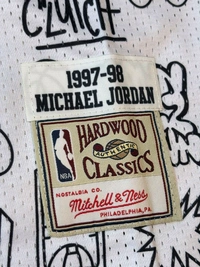 CLUTCH
1997-98
MICHAEL JORDAN
HARDWOOD
AUTHENTIC
CLASSICS
NBA
NOSTALGIA CO.
Mitchell & Ness
PHILADELPHIA, PA.